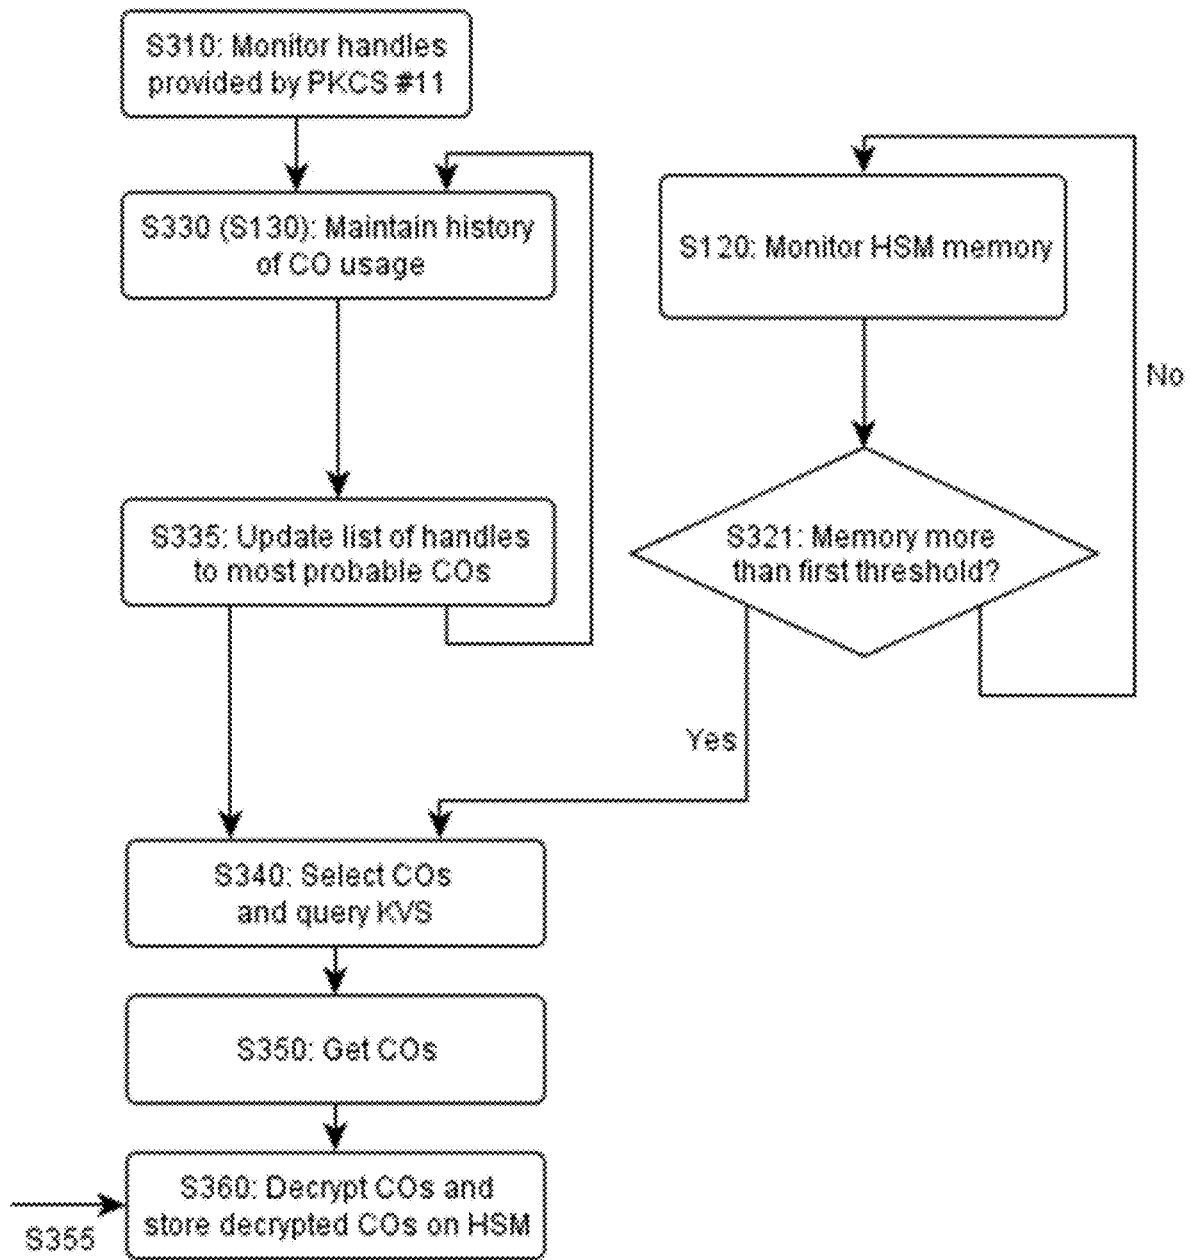 S310: Monitor handles
provided by PKCS #11
S330 (S130): Maintain history
of CO usage
S120: Monitor HSM memory
No
S335: Update list of handles
to most probable COs
S321: Memory more
than first threshold?
Yes
S340: Select COs
and query KVS
S350: Get COs
S360: Decrypt COs and
store decrypted COs on HSM
S355